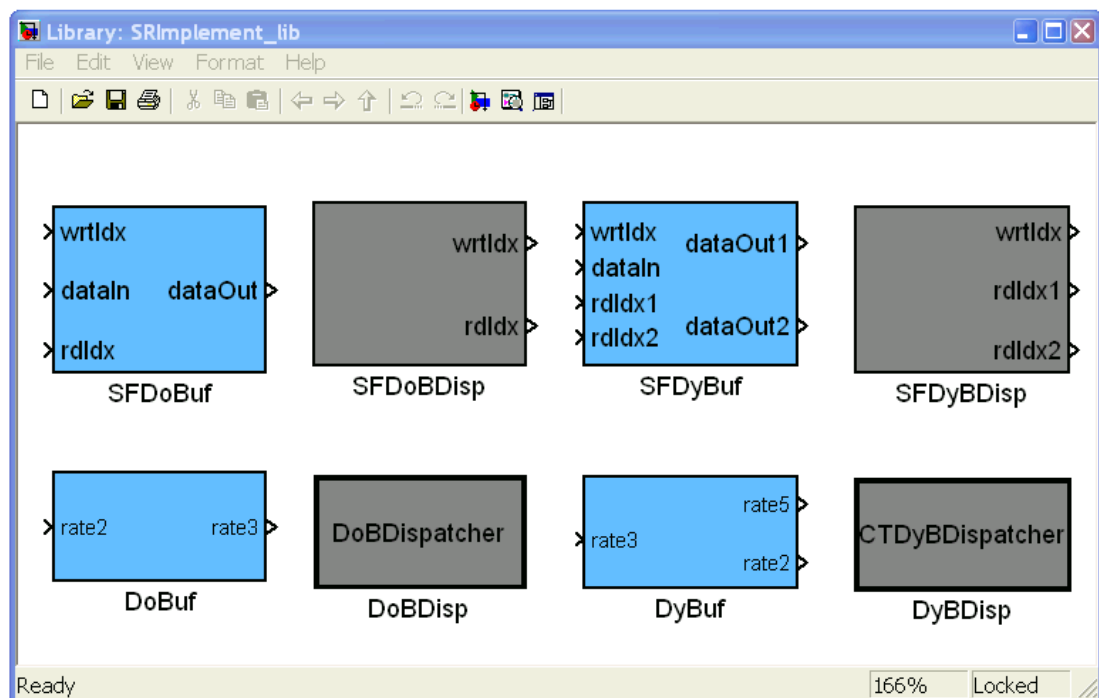 Library: SRImplement_lib
File Edit View Format Help
wrtIdx
dataIn dataOut
rdIdx
SFDoBuf
wrtIdx
rdIdx
SFDoBDisp
wrtIdx dataOut1
dataIn
rdIdx1
rdIdx2 dataOut2
SFDyBuf
wrtIdx
rdIdx1
rdIdx2
SFDyBDisp
rate2 rate3
DoBuf
DoBDispatcher
DoBDisp
rate5
rate3
rate2
DyBuf
CTDyBDispatcher
DyBDisp
Ready 166% Locked